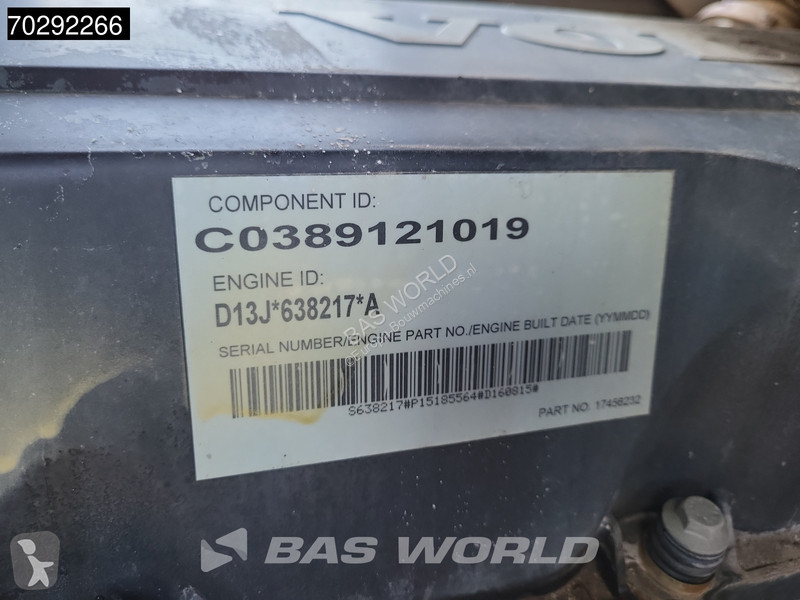 70292266
COMPONENT ID:
C0389121019
ENGINE ID:
D13J*638217*A
SERIAL NUMBER/ENGINE PART NO./ENGINE BUILT DATE (YYMMDD)
S638217#P15185564#D160815#
PART NO. 17458232
BAS WORLD
BAS WORLD